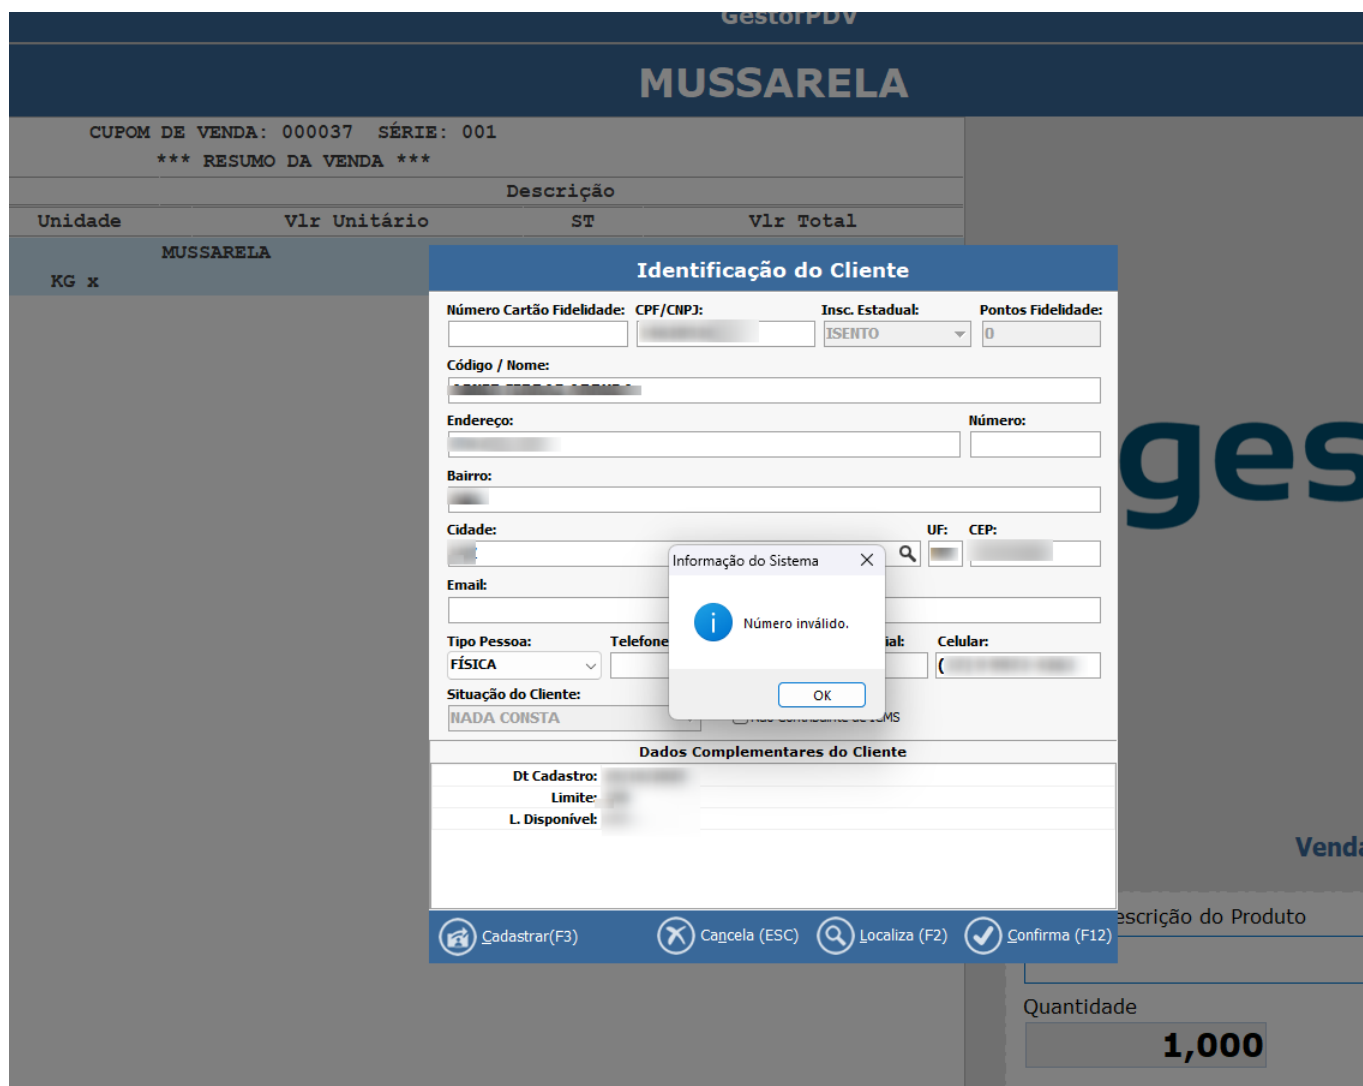 GestorPDV
MUSSARELA
CUPOM DE VENDA: 000037 SÉRIE: 001
*** RESUMO DA VENDA ***
Descrição
Unidade Vlr Unitário ST Vlr Total
MUSSARELA
KG x
Identificação do Cliente
Número Cartão Fidelidade: CPF/CNPJ: Insc. Estadual: Pontos Fidelidade:
ISENTO 0
Código / Nome:
Endereço: Número:
Bairro:
Cidade: UF: CEP:
Email:
Tipo Pessoa: Telefone ial: Celular:
FÍSICA (
Situação do Cliente:
NADA CONSTA
Informação do Sistema
Número inválido.
OK
Dados Complementares do Cliente
Dt Cadastro:
Limite:
L. Disponível:
Cadastrar(F3) Cancela (ESC) Localiza (F2) Confirma (F12)
ges
Venda
escrição do Produto
Quantidade
1,000